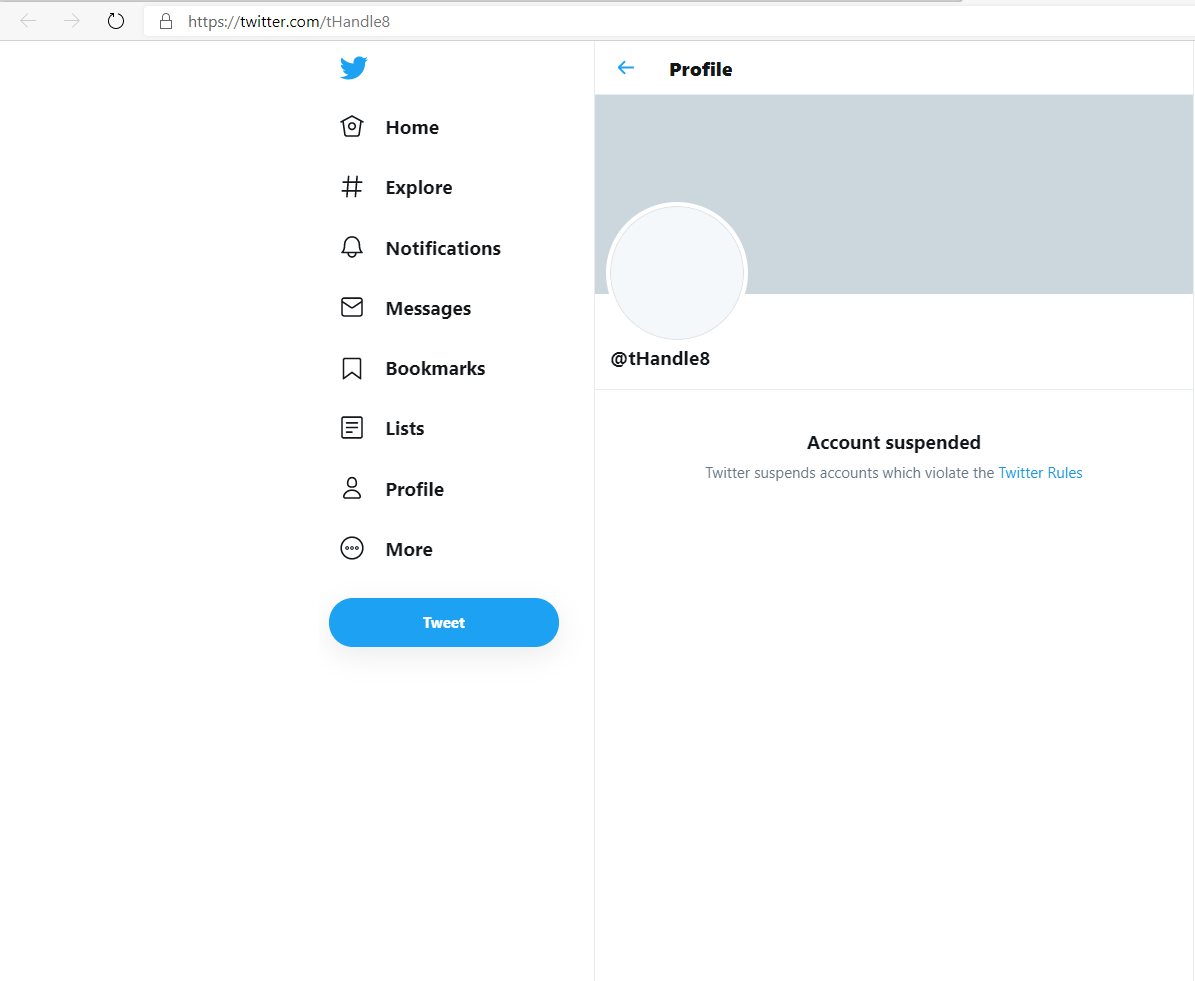 https://twitter.com/tHandle8
Home
Explore
Notifications
Messages
Bookmarks
Lists
Profile
More
Tweet
Profile
@tHandle8
Account suspended
Twitter suspends accounts which violate the Twitter Rules